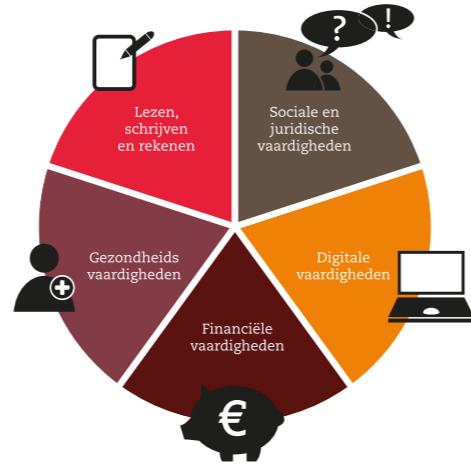 ? !
Lezen,
schrijven
en rekenen
Sociale en
juridische
vaardigheden
Gezondheids
vaardigheden
Digitale
vaardigheden
Financiële
vaardigheden
€